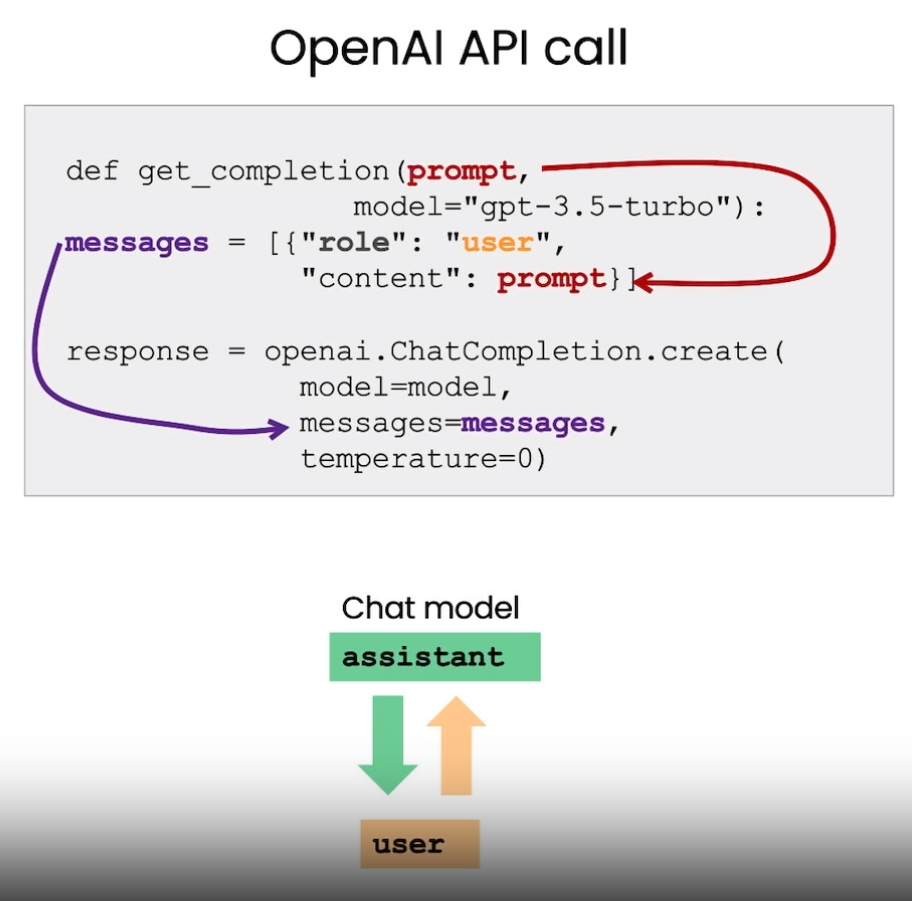 OpenAI API call
def get_completion(prompt,
model="gpt-3.5-turbo"):
messages = [{"role": "user",
"content": prompt}]
response = openai.ChatCompletion.create(
model=model,
messages=messages,
temperature=0)
Chat model
assistant
user